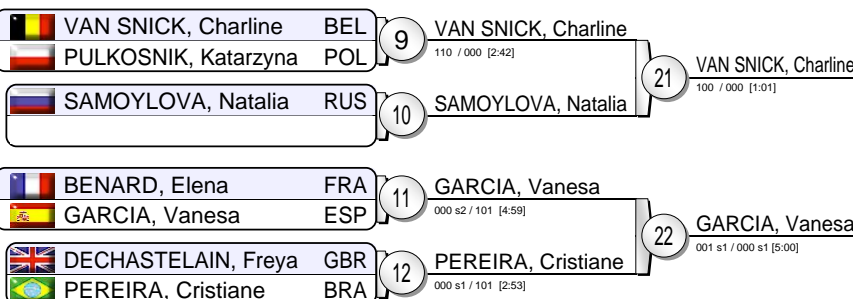 VAN SNICK, Charline BEL
PULKOSNIK, Katarzyna POL
9
VAN SNICK, Charline
110 / 000 [2:42]
SAMOYLOVA, Natalia RUS
10
SAMOYLOVA, Natalia
21
VAN SNICK, Charline
100 / 000 [1:01]
BENARD, Elena FRA
GARCIA, Vanesa ESP
11
GARCIA, Vanesa
000 s2 / 101 [4:59]
DECHASTELAIN, Freya GBR
PEREIRA, Cristiane BRA
12
PEREIRA, Cristiane
000 s1 / 101 [2:53]
22
GARCIA, Vanesa
001 s1 / 000 s1 [5:00]